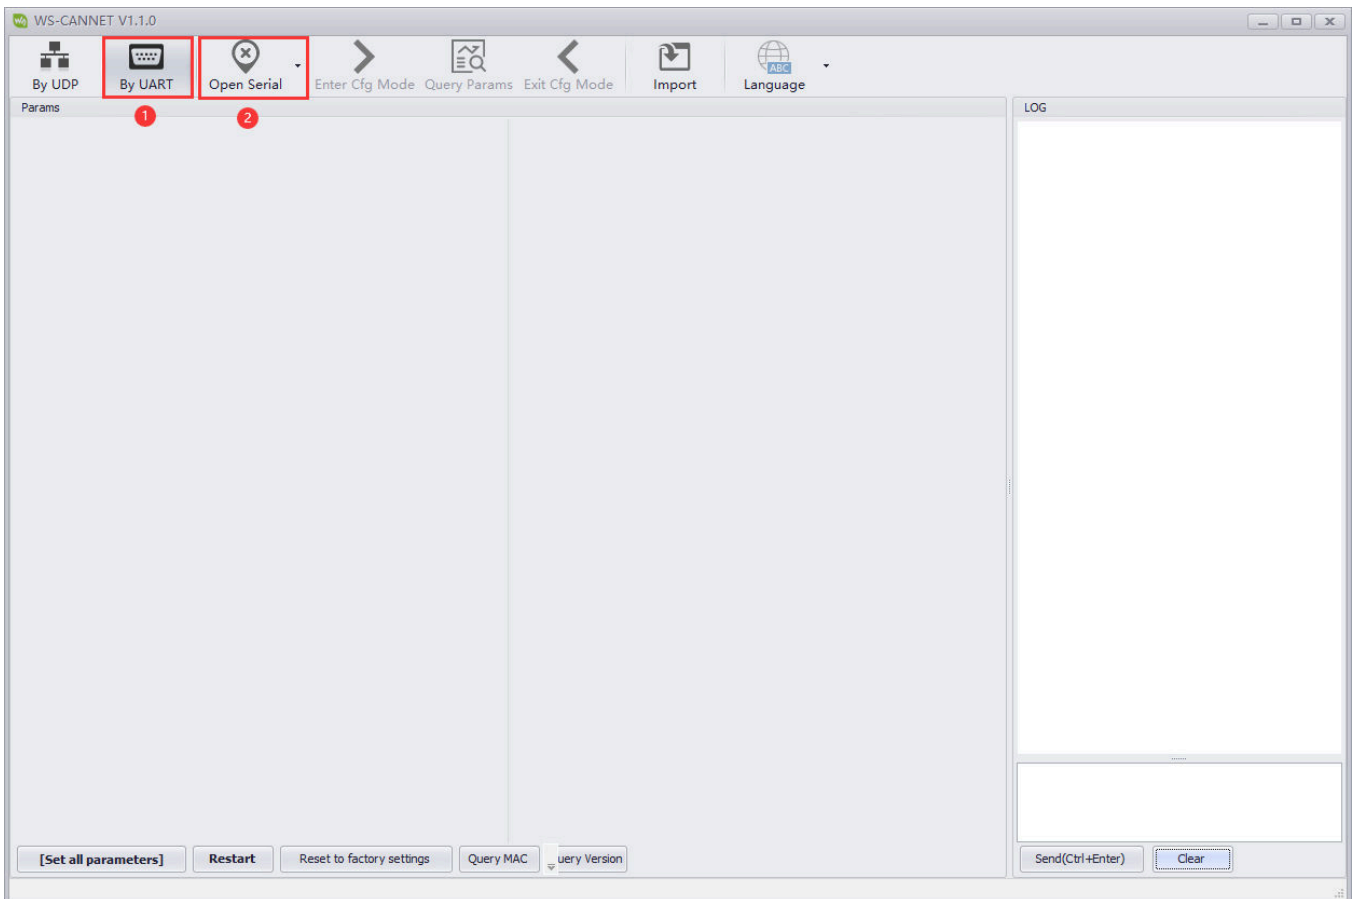 WS-CANNET V1.1.0
By UDP
By UART
Open Serial
Enter Cfg Mode
Query Params
Exit Cfg Mode
Import
ABC
Language
Params
1
2
LOG
[Set all parameters]
Restart
Reset to factory settings
Query MAC
uery Version
Send(Ctrl+Enter)
Clear